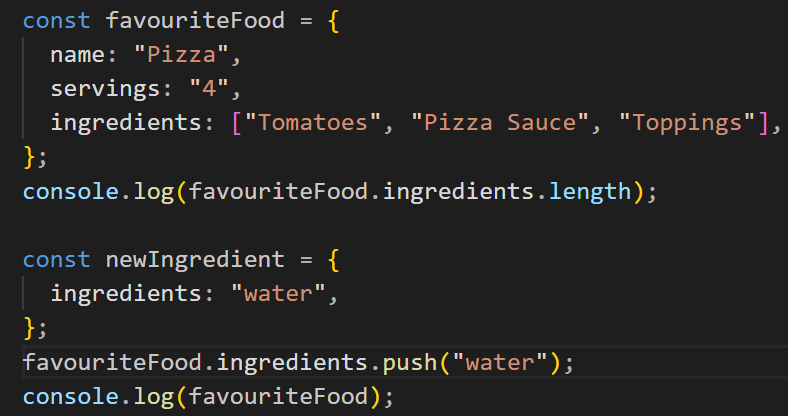 const favouriteFood = {
  name: "Pizza",
  servings: "4",
  ingredients: ["Tomatoes", "Pizza Sauce", "Toppings"],
};
console.log(favouriteFood.ingredients.length);

const newIngredient = {
  ingredients: "water",
};
favouriteFood.ingredients.push("water");
console.log(favouriteFood);